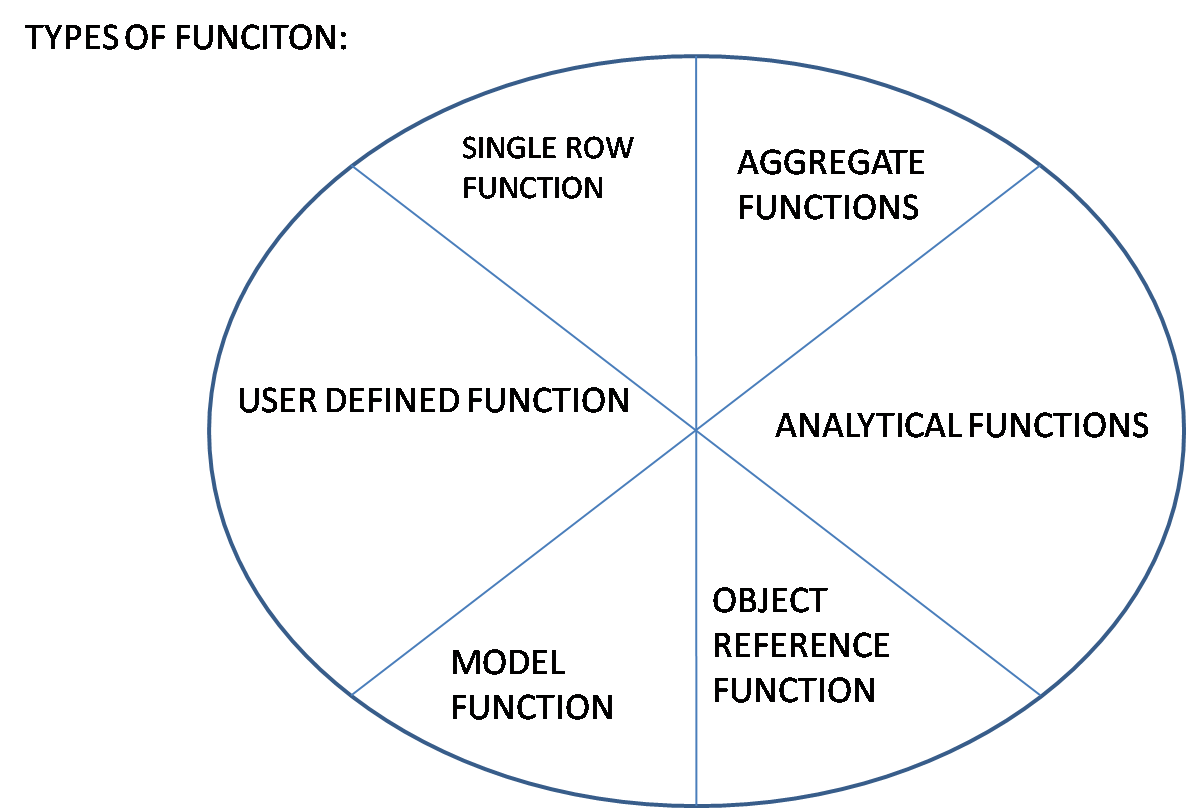 TYPES OF FUNCITON:
SINGLE ROW
FUNCTION
AGGREGATE
FUNCTIONS
USER DEFINED FUNCTION
ANALYTICAL FUNCTIONS
MODEL
FUNCTION
OBJECT
REFERENCE
FUNCTION